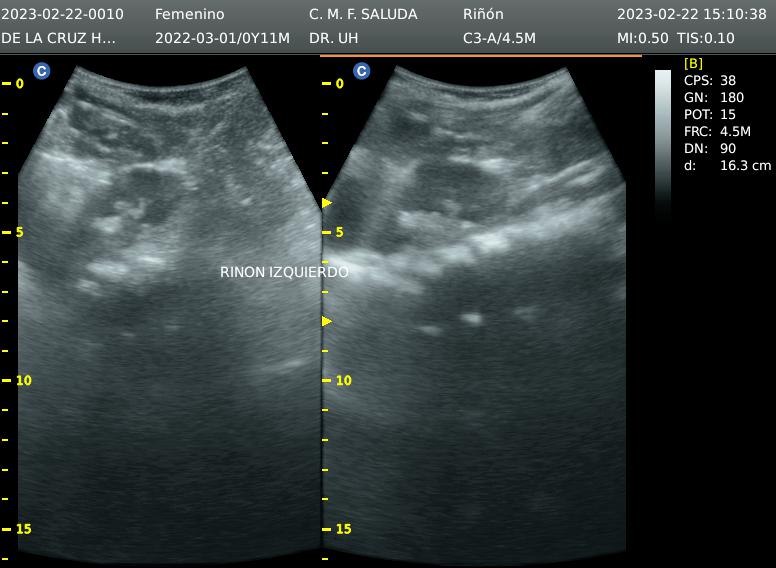 2023-02-22-0010 Femenino C. M. F. SALUDA Riñón 2023-02-22 15:10:38
DE LA CRUZ H... 2022-03-01/0Y11M DR. UH C3-A/4.5M MI:0.50 TIS:0.10
C
C
[B]
CPS: 38
GN: 180
POT: 15
FRC: 4.5M
DN: 90
d: 16.3 cm
0
0
5
5
RINON IZQUIERDO
10
10
15
15